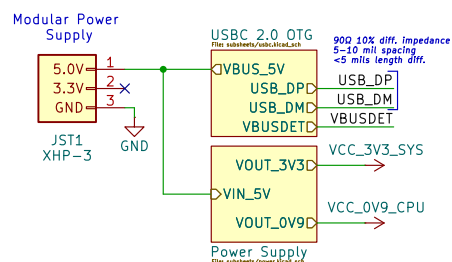 Modular Power
Supply
5.0V 1
3.3V 2
GND 3
JST1
XHP-3
GND
USBC 2.0 OTG
File: subsheets/usbc.kicad_sch
VBUS_5V
USB_DP
USB_DM
VBUSDET
90Ω 10% diff. impedance
5-10 mil spacing
<5 mils length diff.
USB_DP
USB_DM
VBUSDET
VOUT_3V3
VIN_5V
VOUT_0V9
VCC_3V3_SYS
VCC_0V9_CPU
Power Supply
File: subsheets/power.kicad_sch